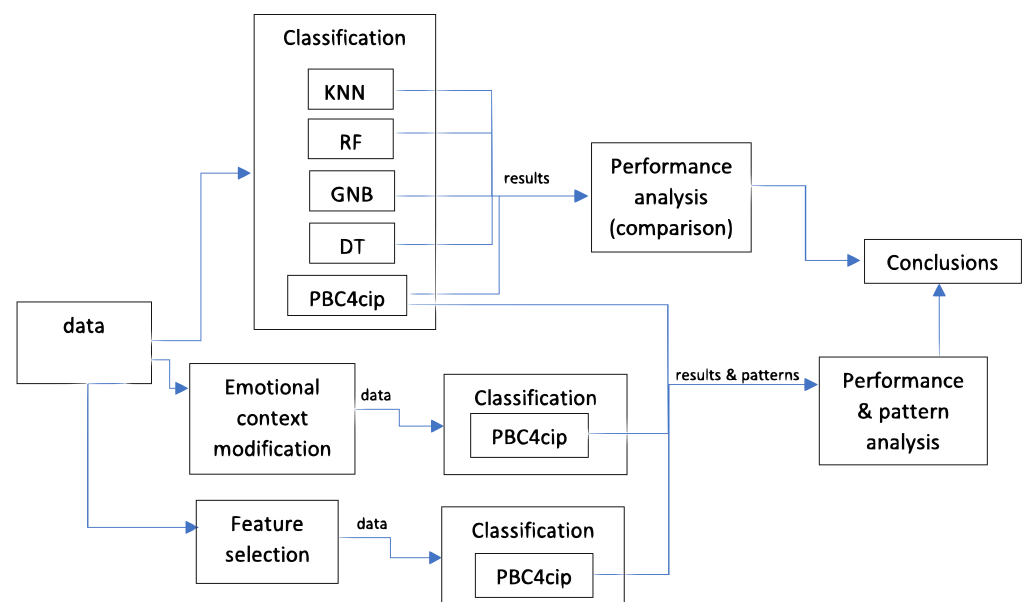 Classification
KNN
RF
GNB
DT
PBC4cip
results
Performance
analysis
(comparison)
Conclusions
data
Emotional
context
modification
data
Classification
PBC4cip
results & patterns
Performance
& pattern
analysis
Feature
selection
data
Classification
PBC4cip